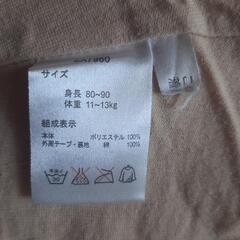 サイズ
身長 80~90
体重 11~13kg
組成表示
本体 ポリエステル 100%
外周テープ・裏地 綿 100%